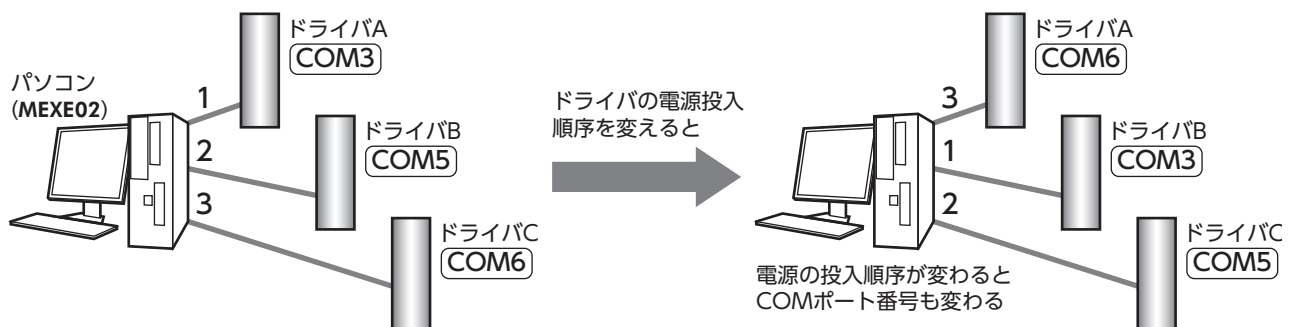 ドライバA
COM3
パソコン
(MEXE02)
1
ドライバB
COM5
2
3
ドライバC
COM6
ドライバの電源投入
順序を変えると
ドライバA
COM6
3
ドライバB
COM3
1
2
ドライバC
COM5
電源の投入順序が変わると
COMポート番号も変わる